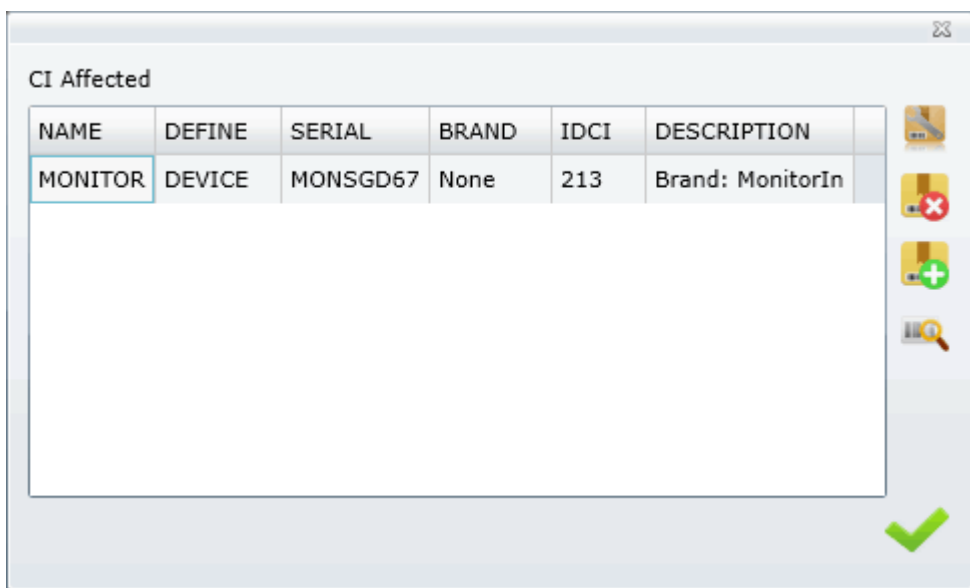 CI Affected
NAME DEFINE SERIAL BRAND IDCI DESCRIPTION
MONITOR DEVICE MONSGD67 None 213 Brand: MonitorIn